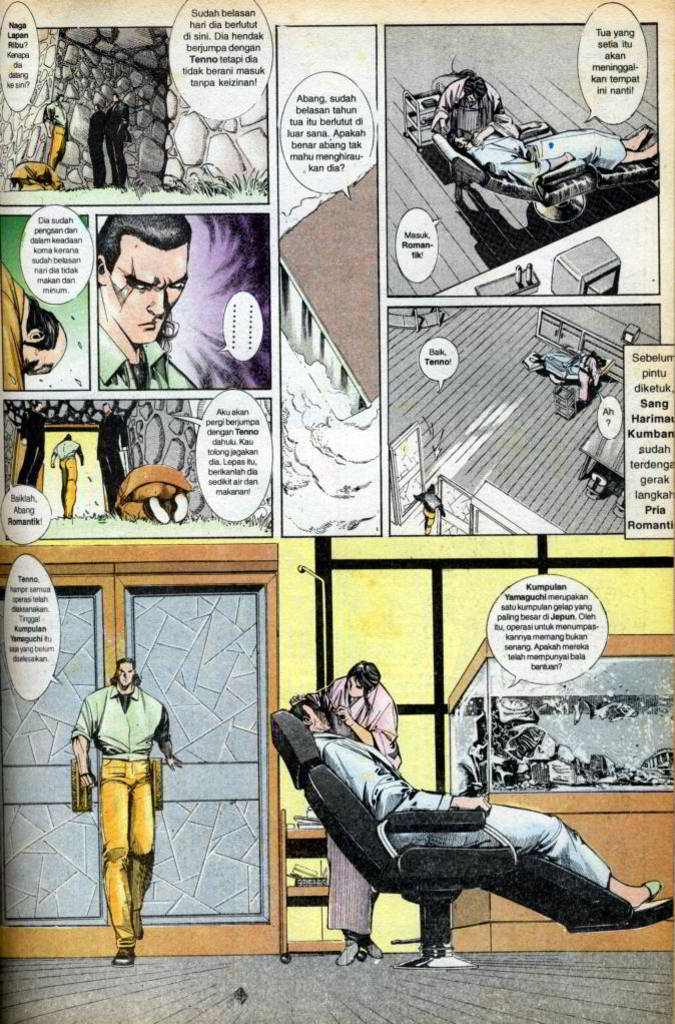 Naga
Lapan
Ribu?
Kenapa
dia
datang
ke sini?
Sudah belasan
hari dia berlutut
di sini. Dia hendak
berjumpa dengan
Tenno tetapi dia
tidak berani masuk
tanpa keizinan!
Dia sudah
pengsan dan
dalam keadaan
koma kerana
sudah belasan
hari dia tidak
makan dan
minum.
Aku akan
pergi berjumpa
dengan Tenno
dahulu. Kau
tolong jagakan
dia. Lepas itu,
berikanlah dia
sedikit air dan
makanan!
Baiklah,
Abang
Romantik!
Abang, sudah
belasan tahun
tua itu berlutut di
luar sana. Apakah
benar abang tak
mahu menghirau-
kan dia?
Tua yang
setia itu
akan
meninggal-
kan tempat
ini nanti!
Masuk,
Roman-
tik!
Baik,
Tenno!
Ah
?
Sebelum
pintu
diketuk,
Sang
Harimau
Kumbang
sudah
terdengar
gerak
langkah
Pria
Romantik
Tenno,
hampir semua
operasi telah
dilaksanakan.
Tinggal
Kumpulan
Yamaguchi itu
saja yang belum
diselesaikan.
Kumpulan
Yamaguchi merupakan
satu kumpulan gelap yang
paling besar di Jepun. Oleh
itu, operasi untuk menumpas-
kannya memang bukan
senang. Apakah mereka
telah mempunyai bala
bantuan?